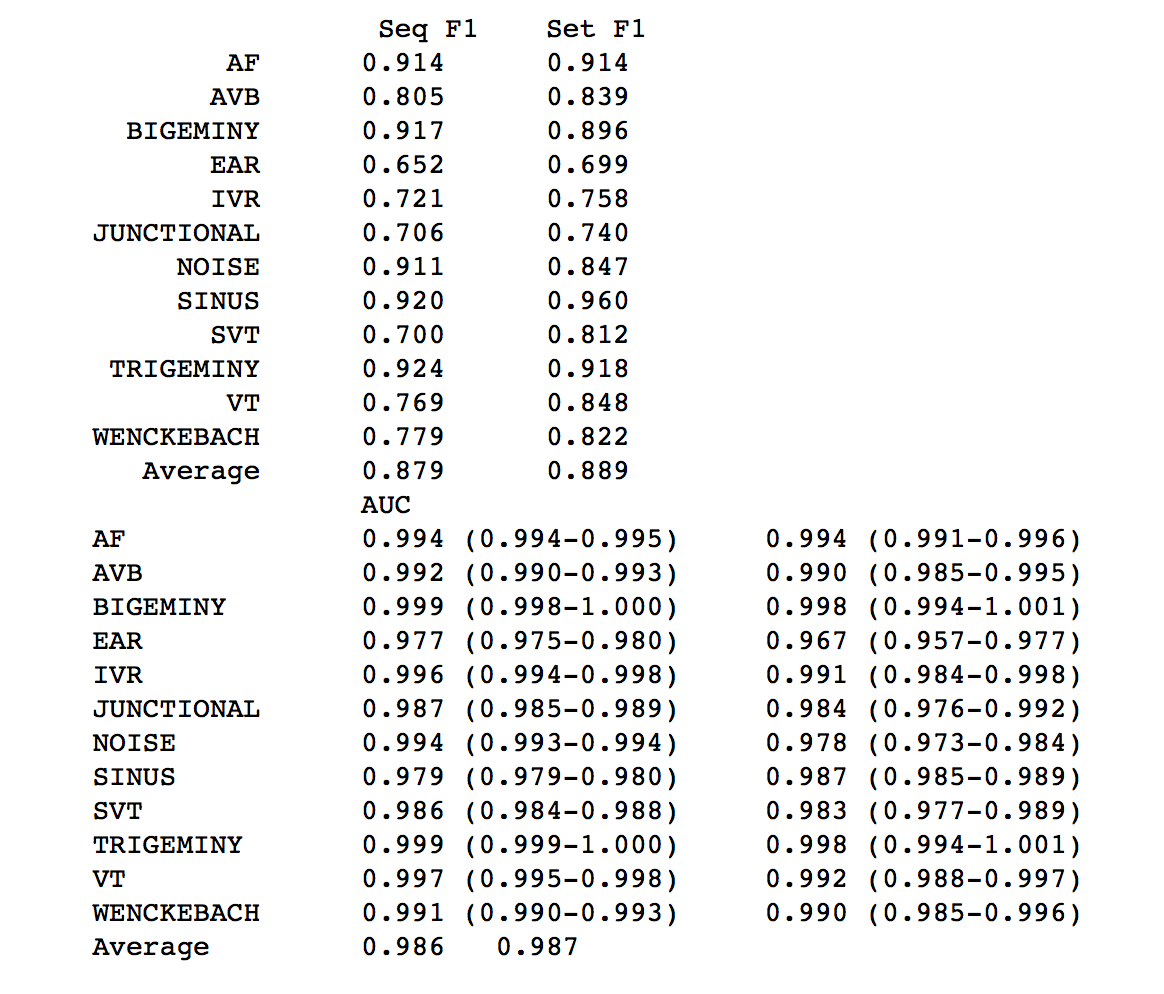 Seq F1 Set F1
AF 0.914 0.914
AVB 0.805 0.839
BIGEMINY 0.917 0.896
EAR 0.652 0.699
IVR 0.721 0.758
JUNCTIONAL 0.706 0.740
NOISE 0.911 0.847
SINUS 0.920 0.960
SVT 0.700 0.812
TRIGEMINY 0.924 0.918
VT 0.769 0.848
WENCKEBACH 0.779 0.822
Average 0.879 0.889
AUC
AF 0.994 (0.994-0.995) 0.994 (0.991-0.996)
AVB 0.992 (0.990-0.993) 0.990 (0.985-0.995)
BIGEMINY 0.999 (0.998-1.000) 0.998 (0.994-1.001)
EAR 0.977 (0.975-0.980) 0.967 (0.957-0.977)
IVR 0.996 (0.994-0.998) 0.991 (0.984-0.998)
JUNCTIONAL 0.987 (0.985-0.989) 0.984 (0.976-0.992)
NOISE 0.994 (0.993-0.994) 0.978 (0.973-0.984)
SINUS 0.979 (0.979-0.980) 0.987 (0.985-0.989)
SVT 0.986 (0.984-0.988) 0.983 (0.977-0.989)
TRIGEMINY 0.999 (0.999-1.000) 0.998 (0.994-1.001)
VT 0.997 (0.995-0.998) 0.992 (0.988-0.997)
WENCKEBACH 0.991 (0.990-0.993) 0.990 (0.985-0.996)
Average 0.986 0.987